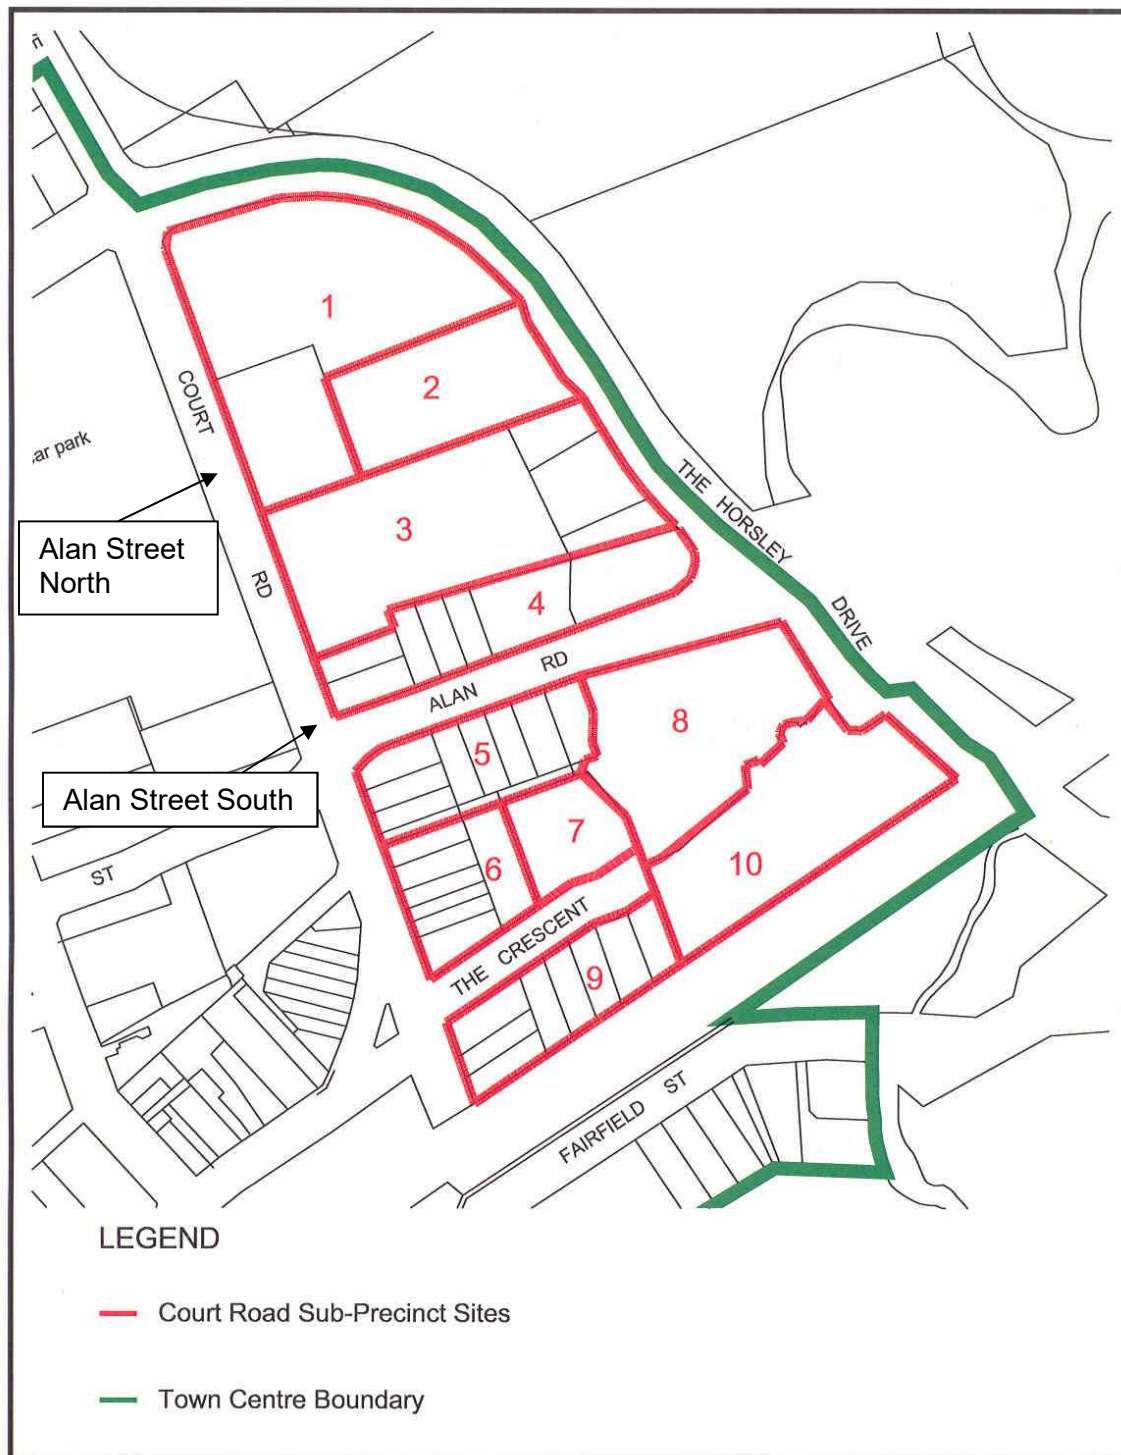 1
2
COURT
.ar park
THE HORSLEY
DRIVE
3
Alan Street
North
RD
4
RD
ALAN
8
5
Alan Street South
7
6
10
ST
THE CRESCENT
9
FAIRFIELD ST
LEGEND
Court Road Sub-Precinct Sites
Town Centre Boundary